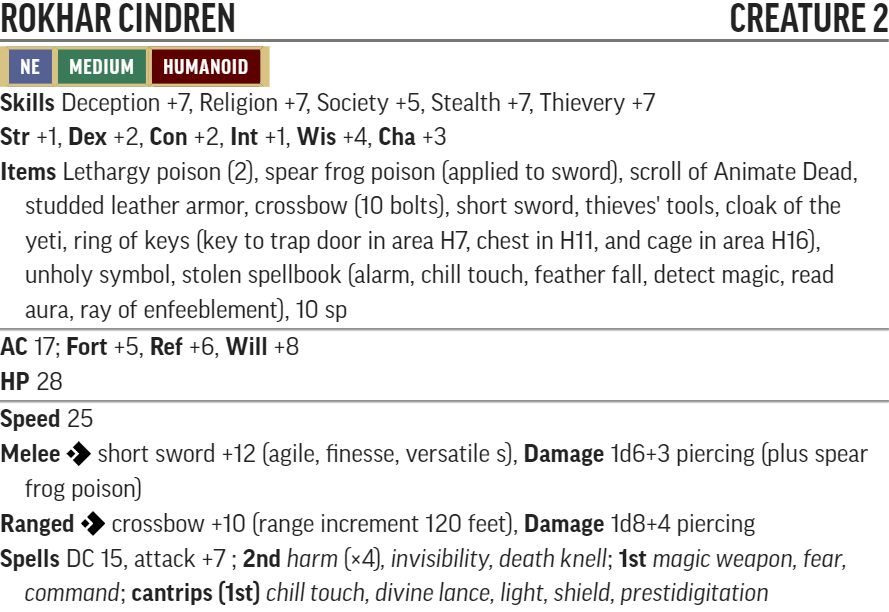 ROKHAR CINDREN CREATURE 2
NE MEDIUM HUMANOID
Skills Deception +7, Religion +7, Society +5, Stealth +7, Thievery +7
Str +1, Dex +2, Con +2, Int +1, Wis +4, Cha +3
Items Lethargy poison (2), spear frog poison (applied to sword), scroll of Animate Dead,
studded leather armor, crossbow (10 bolts), short sword, thieves' tools, cloak of the
yeti, ring of keys (key to trap door in area H7, chest in H11, and cage in area H16),
unholy symbol, stolen spellbook (alarm, chill touch, feather fall, detect magic, read
aura, ray of enfeeblement), 10 sp
AC 17; Fort +5, Ref +6, Will +8
HP 28
Speed 25
Melee short sword +12 (agile, finesse, versatile s), Damage 1d6+3 piercing (plus spear
frog poison)
Ranged crossbow +10 (range increment 120 feet), Damage 1d8+4 piercing
Spells DC 15, attack +7 ; 2nd harm (×4), invisibility, death knell; 1st magic weapon, fear,
command; cantrips (1st) chill touch, divine lance, light, shield, prestidigitation